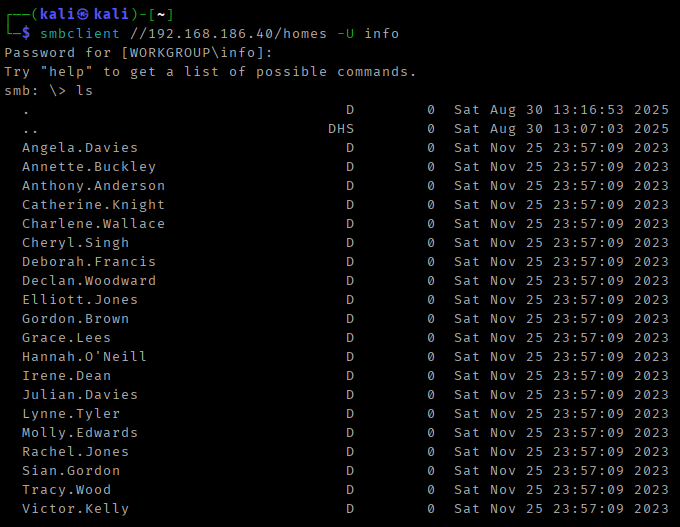 ┌──(kali㉿kali)-[~]
└─$ smbclient //192.168.186.40/homes -U info
Password for [WORKGROUP\info]:
Try "help" to get a list of possible commands.
smb: \> ls
  .                                   D        0  Sat Aug 30 13:16:53 2025
  ..                                DHS        0  Sat Aug 30 13:07:03 2025
  Angela.Davies                       D        0  Sat Nov 25 23:57:09 2023
  Annette.Buckley                     D        0  Sat Nov 25 23:57:09 2023
  Anthony.Anderson                    D        0  Sat Nov 25 23:57:09 2023
  Catherine.Knight                    D        0  Sat Nov 25 23:57:09 2023
  Charlene.Wallace                    D        0  Sat Nov 25 23:57:09 2023
  Cheryl.Singh                        D        0  Sat Nov 25 23:57:09 2023
  Deborah.Francis                     D        0  Sat Nov 25 23:57:09 2023
  Declan.Woodward                     D        0  Sat Nov 25 23:57:09 2023
  Elliott.Jones                       D        0  Sat Nov 25 23:57:09 2023
  Gordon.Brown                        D        0  Sat Nov 25 23:57:09 2023
  Grace.Lees                          D        0  Sat Nov 25 23:57:09 2023
  Hannah.O'Neill                      D        0  Sat Nov 25 23:57:09 2023
  Irene.Dean                          D        0  Sat Nov 25 23:57:09 2023
  Julian.Davies                       D        0  Sat Nov 25 23:57:09 2023
  Lynne.Tyler                         D        0  Sat Nov 25 23:57:09 2023
  Molly.Edwards                       D        0  Sat Nov 25 23:57:09 2023
  Rachel.Jones                        D        0  Sat Nov 25 23:57:09 2023
  Sian.Gordon                         D        0  Sat Nov 25 23:57:09 2023
  Tracy.Wood                          D        0  Sat Nov 25 23:57:09 2023
  Victor.Kelly                        D        0  Sat Nov 25 23:57:09 2023